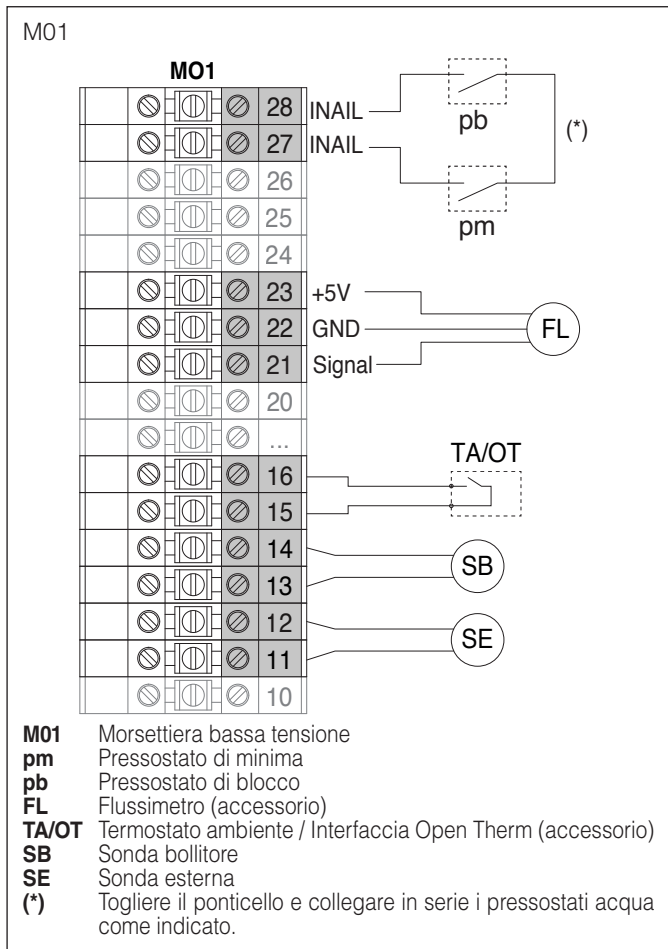 M01
MO1
28 INAIL
27 INAIL
26
25
24
23 +5V
22 GND
21 Signal
20
...
16
15
14
13
12
11
10
pb
(*)
pm
FL
TA/OT
SB
SE
M01 Morsettiera bassa tensione
pm Pressostato di minima
pb Pressostato di blocco
FL Flussimetro (accessorio)
TA/OT Termostato ambiente / Interfaccia Open Therm (accessorio)
SB Sonda bollitore
SE Sonda esterna
(*) Togliere il ponticello e collegare in serie i pressostati acqua
come indicato.